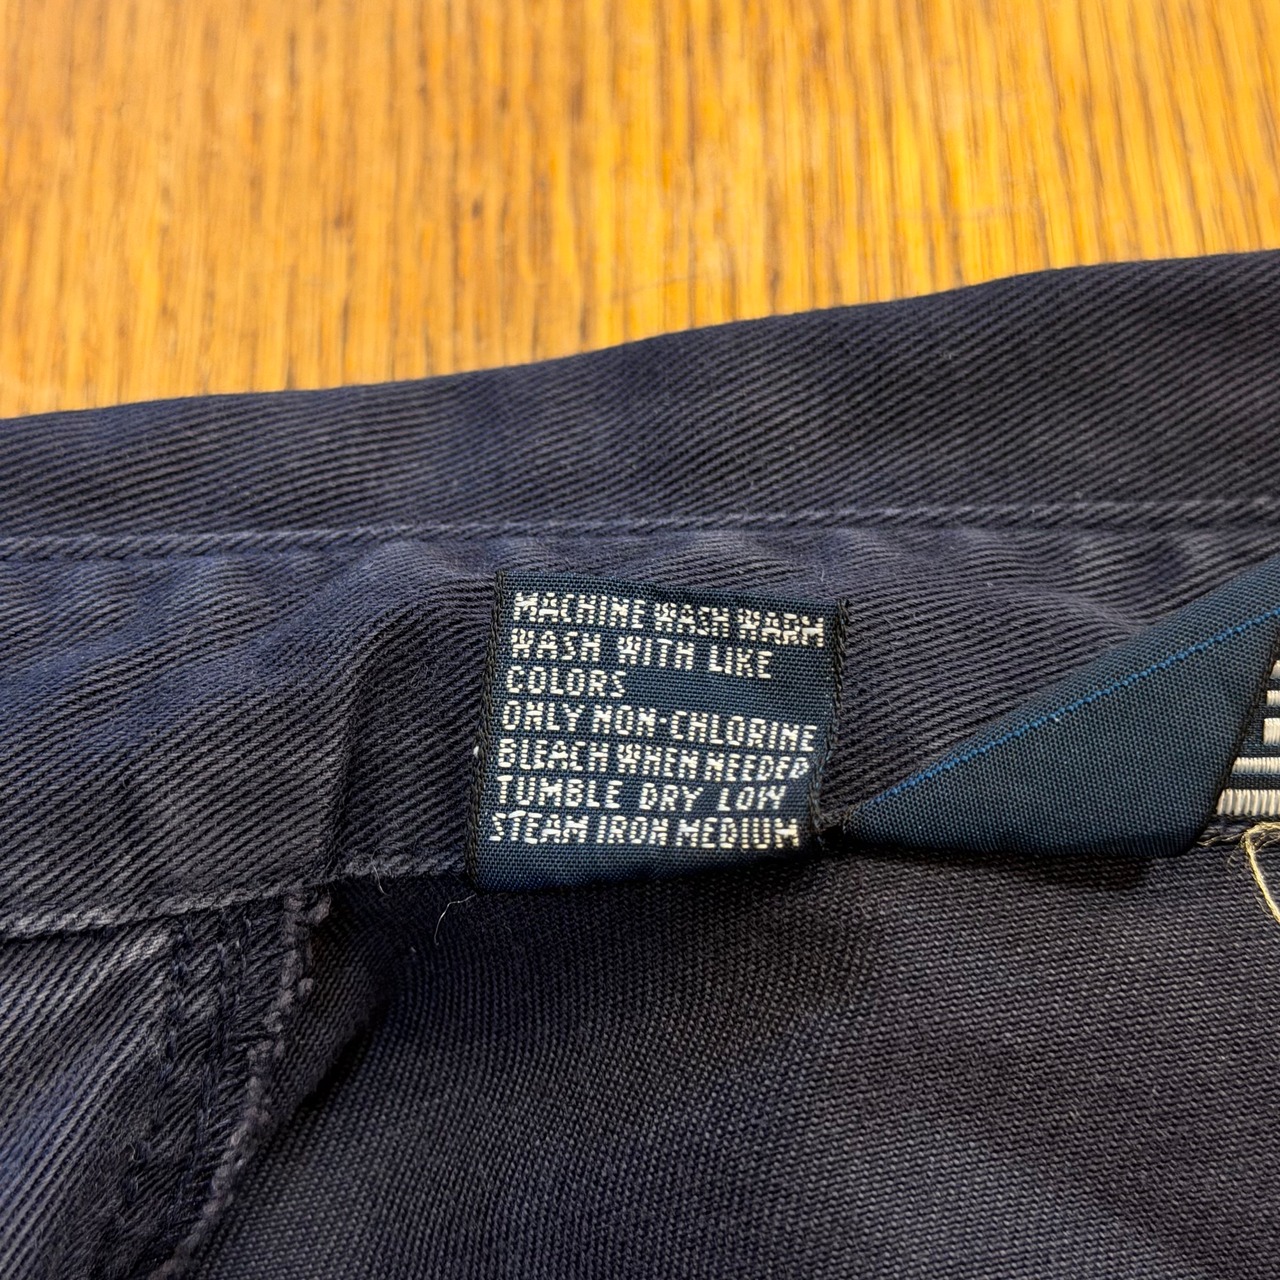 MACHINE WASH WARM
WASH WITH LIKE
COLORS
ONLY NON-CHLORINE
BLEACH WHEN NEEDED
TUMBLE DRY LOW
STEAM IRON MEDIUM